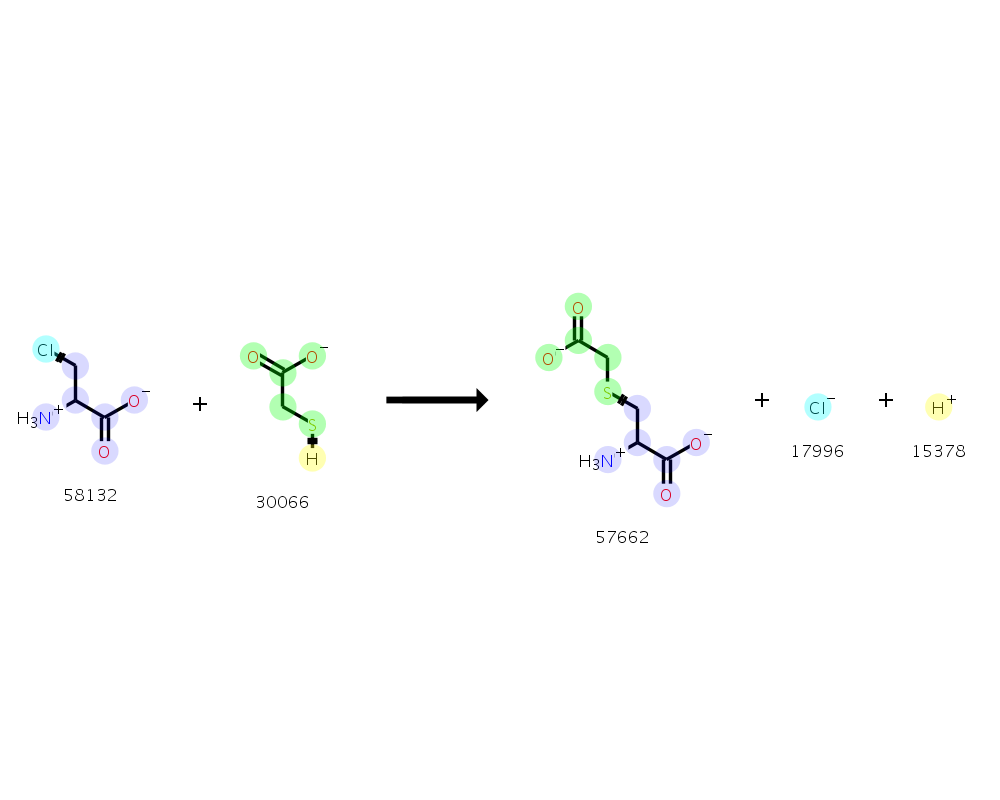 Cl
H₃N⁺
O⁻
O
58132
+
O
O⁻
S
H
30066
O
O⁻
S
H₃N⁺
O⁻
O
57662
+
Cl⁻
17996
+
H⁺
15378